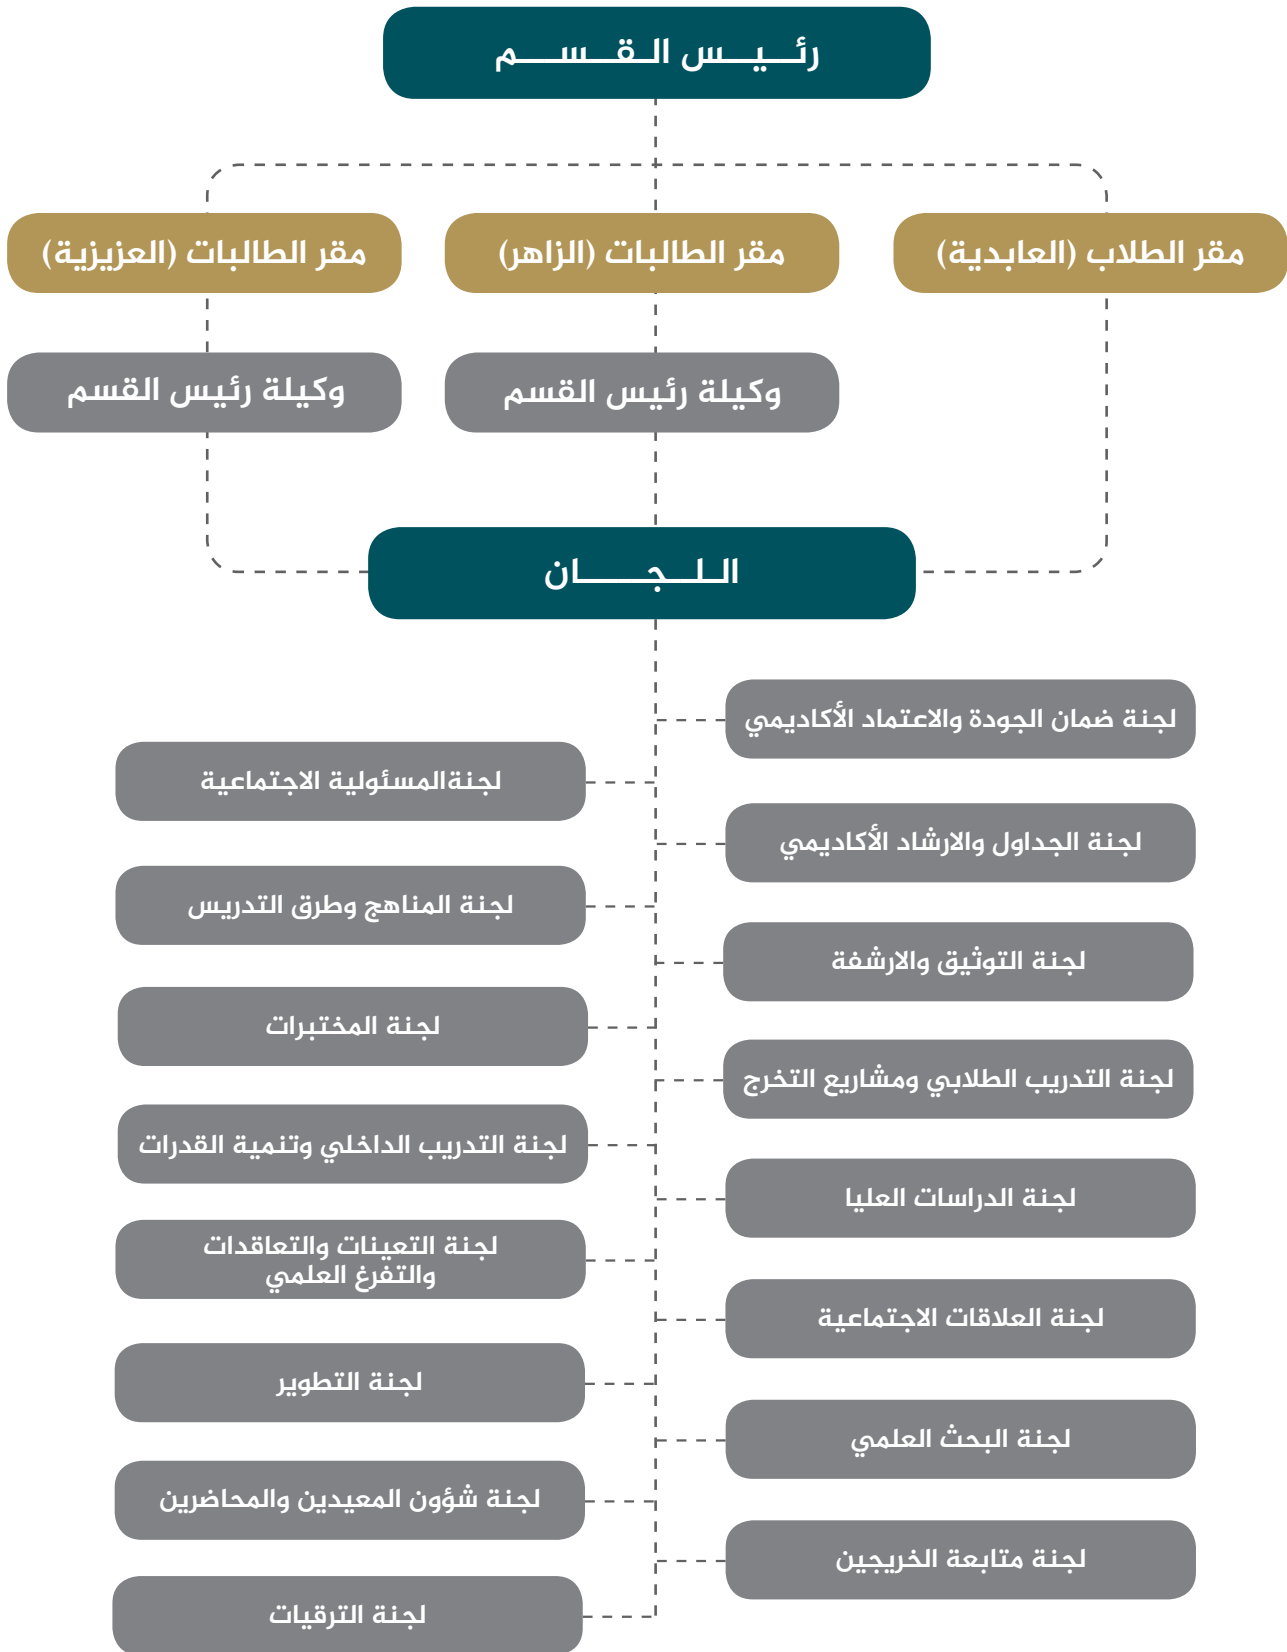 رئيس القسم
مقر الطلاب (العابدية)
مقر الطالبات (الزاهر)
مقر الطالبات (العزيزية)
وكيلة رئيس القسم
وكيلة رئيس القسم
اللجان
لجنة ضمان الجودة والاعتماد الأكاديمي
لجنةالمسئولية الاجتماعية
لجنة الجداول والارشاد الأكاديمي
لجنة المناهج وطرق التدريس
لجنة التوثيق والارشفة
لجنة المختبرات
لجنة التدريب الطلابي ومشاريع التخرج
لجنة التدريب الداخلي وتنمية القدرات
لجنة الدراسات العليا
لجنة التعينات والتعاقدات
والتفرغ العلمي
لجنة العلاقات الاجتماعية
لجنة التطوير
لجنة البحث العلمي
لجنة شؤون المعيدين والمحاضرين
لجنة متابعة الخريجين
لجنة الترقيات